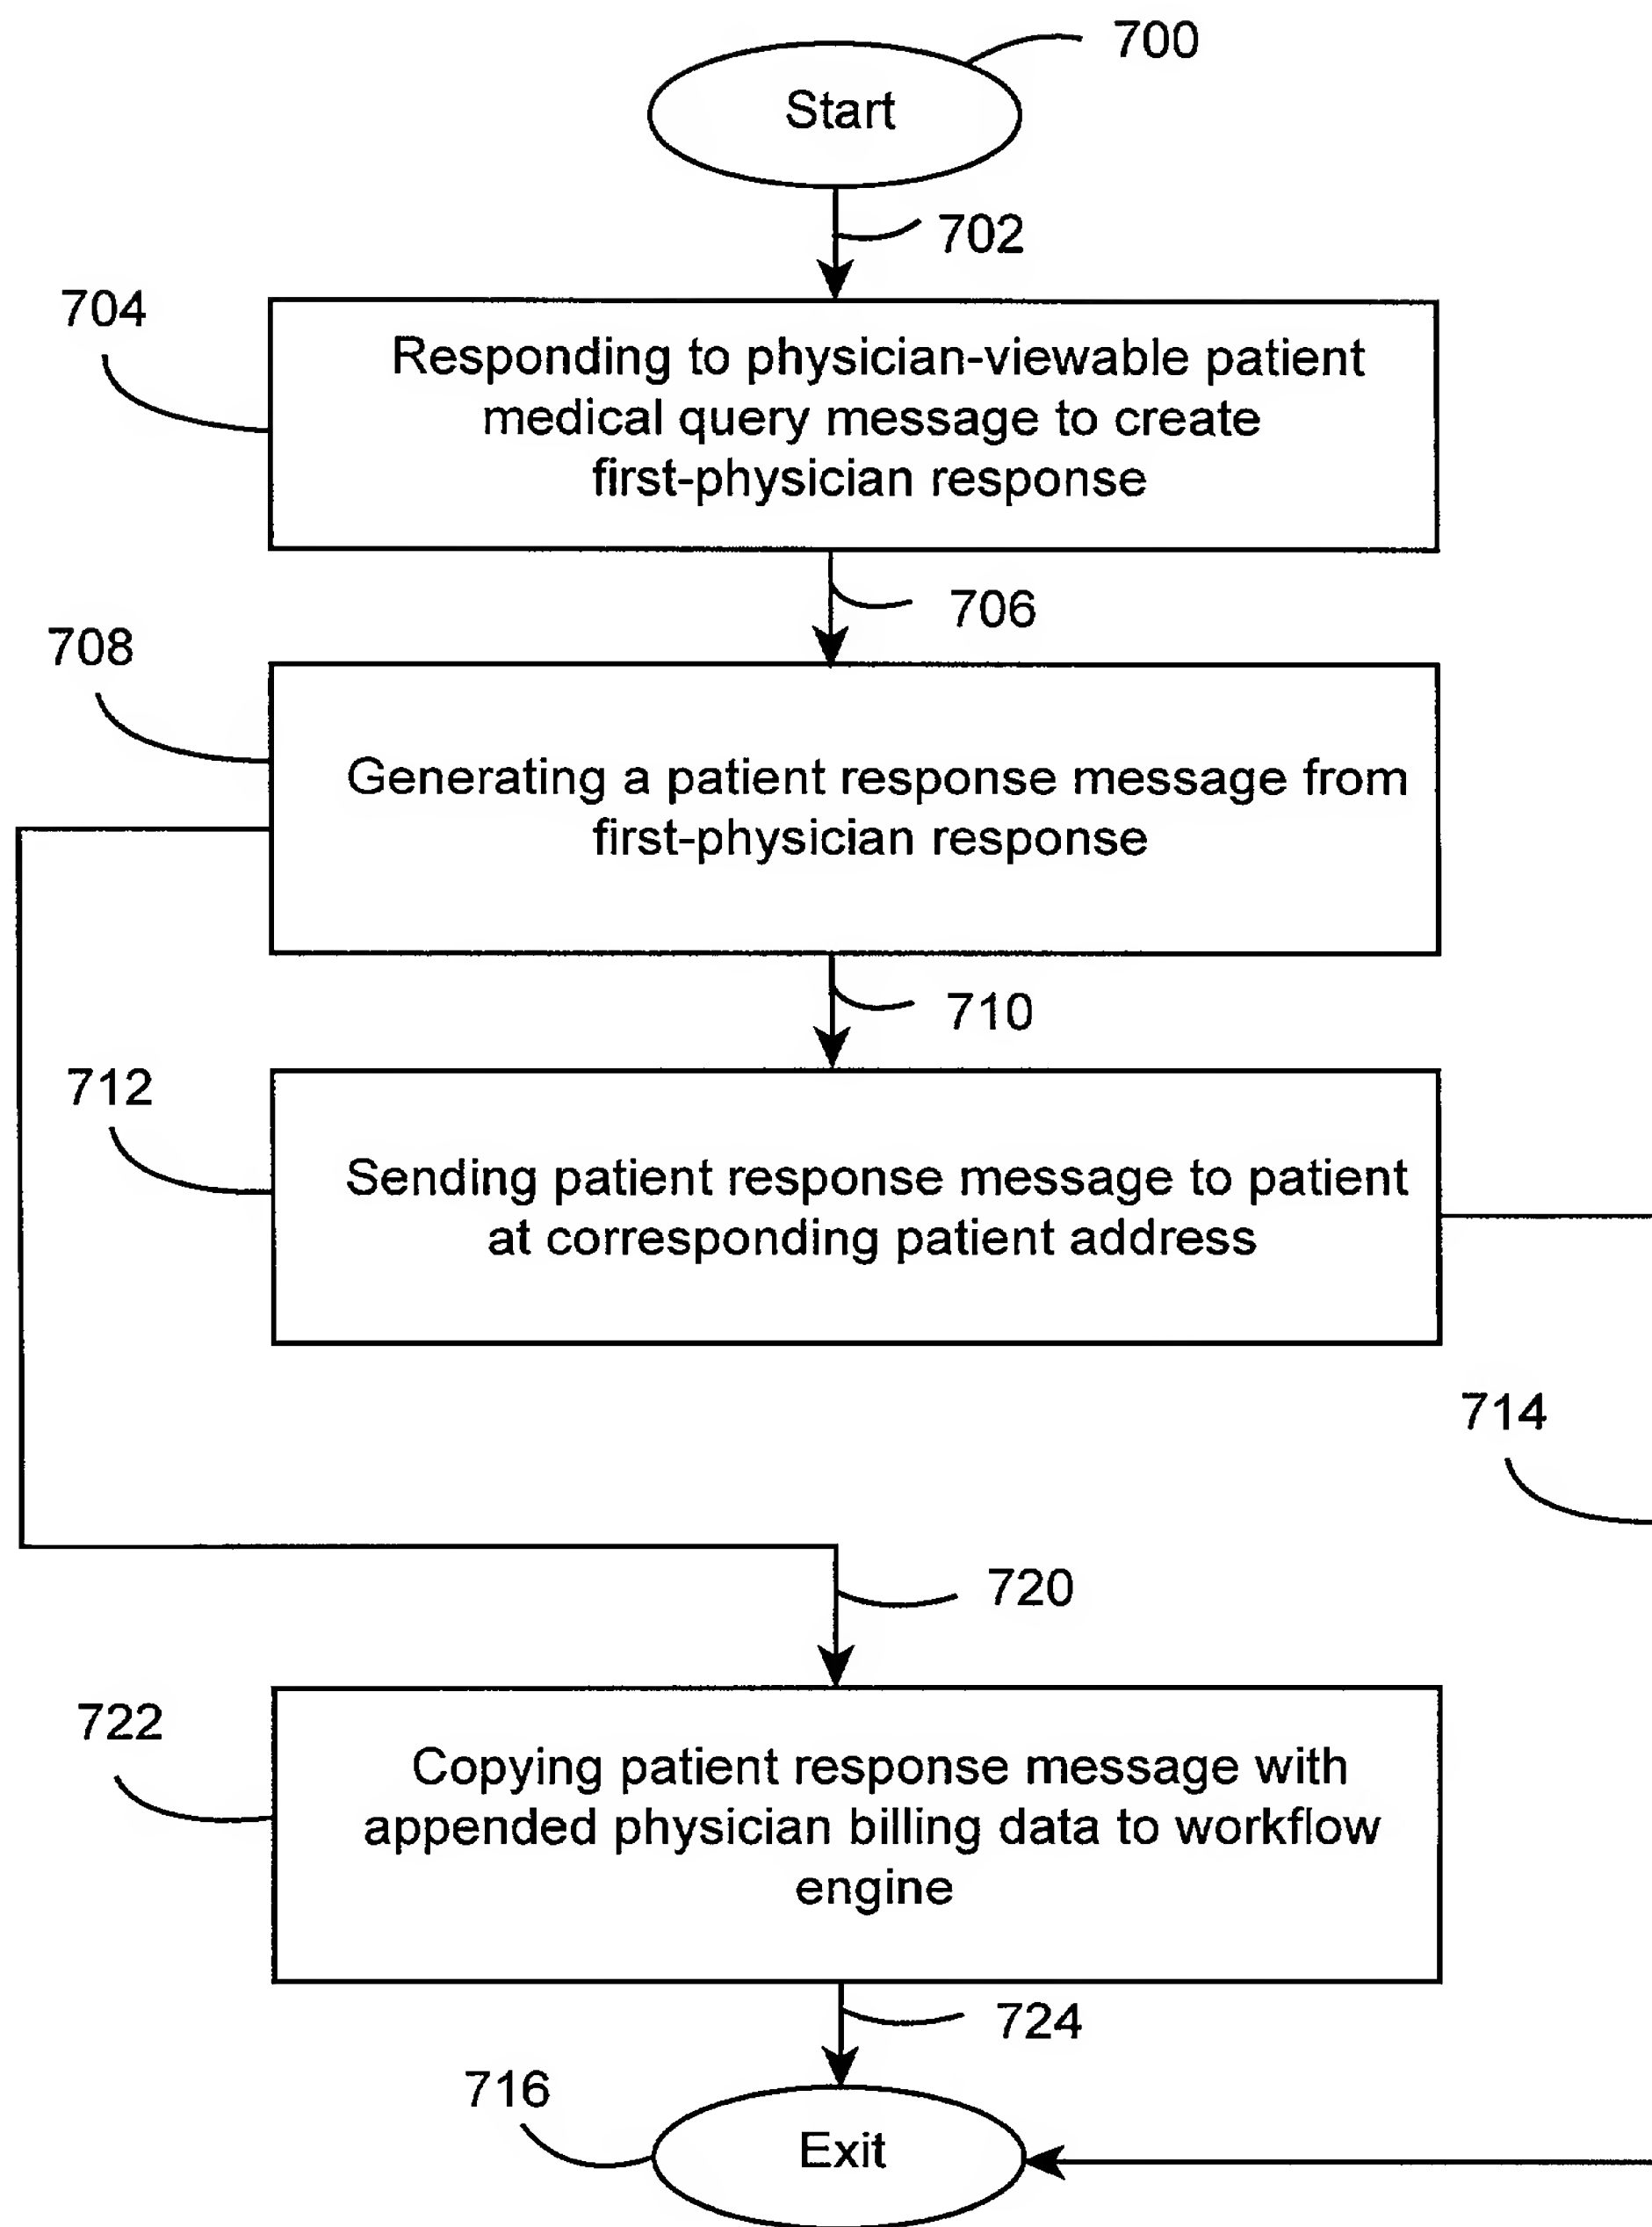 700
Start
702
704
Responding to physician-viewable patient
medical query message to create
first-physician response
706
708
Generating a patient response message from
first-physician response
710
712
Sending patient response message to patient
at corresponding patient address
714
720
722
Copying patient response message with
appended physician billing data to workflow
engine
724
716
Exit